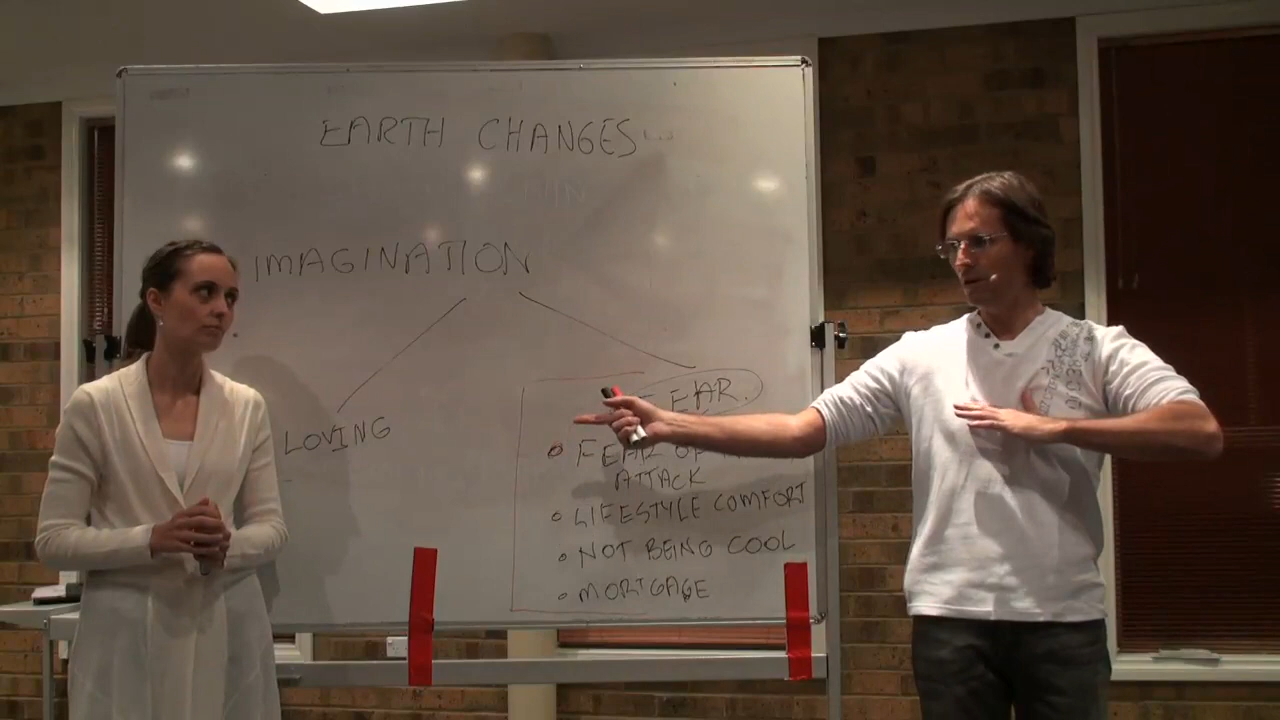 EARTH CHANGES...
IMAGINATION
LOVING
FEAR.
FEAR OF
ATTACK
LIFESTYLE COMFORT
NOT BEING COOL
MORTGAGE